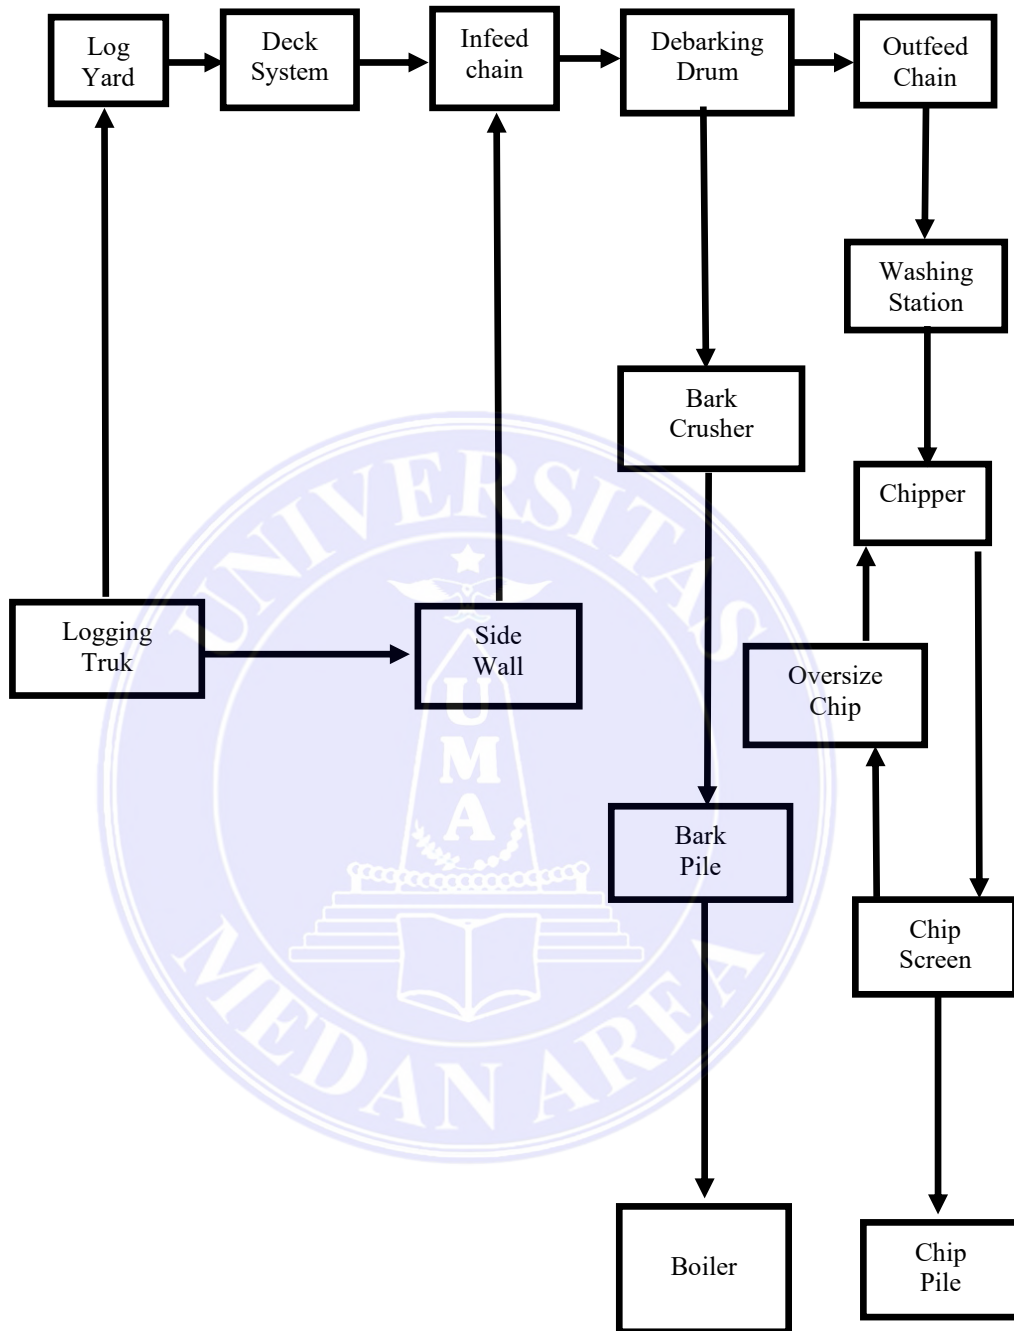 Log
Yard
Deck
System
Infeed
chain
Debarking
Drum
Outfeed
Chain
Washing
Station
Bark
Crusher
Chipper
Logging
Truk
Side
Wall
Oversize
Chip
Bark
Pile
Chip
Screen
Boiler
Chip
Pile
UNIVERSITAS
UMA
MEDAN AREA